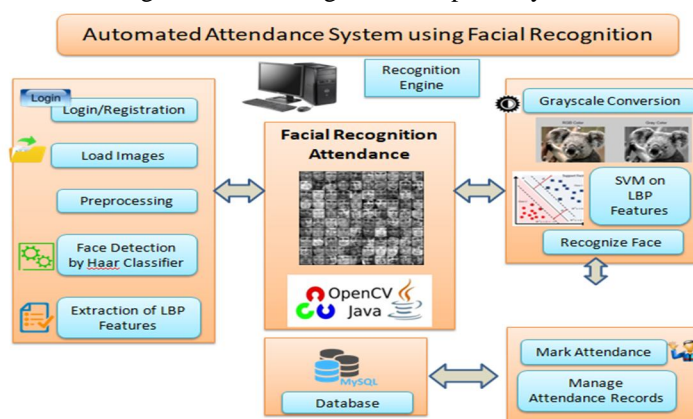 Automated Attendance System using Facial Recognition
Login
Login/Registration
Load Images
Preprocessing
Face Detection
by Haar Classifier
Extraction of LBP
Features
Recognition
Engine
Facial Recognition
Attendance
OpenCV
Java
Java
MySQL
Database
Grayscale Conversion
RGB Color
Gray Color
SVM on
LBP
Features
Recognize Face
Mark Attendance
Manage
Attendance Records